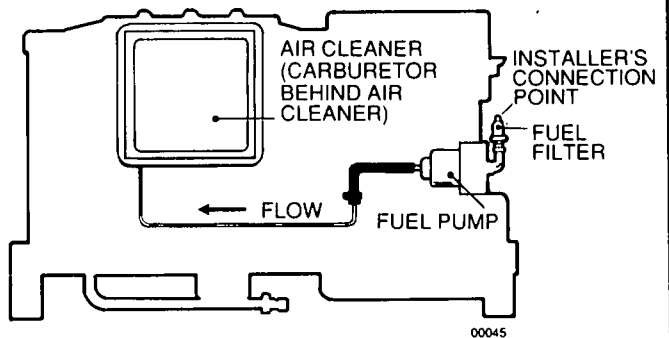 AIR CLEANER
(CARBURETOR
BEHIND AIR
CLEANER)
INSTALLER'S
CONNECTION
POINT
FUEL
FILTER
FLOW
FUEL PUMP
00045